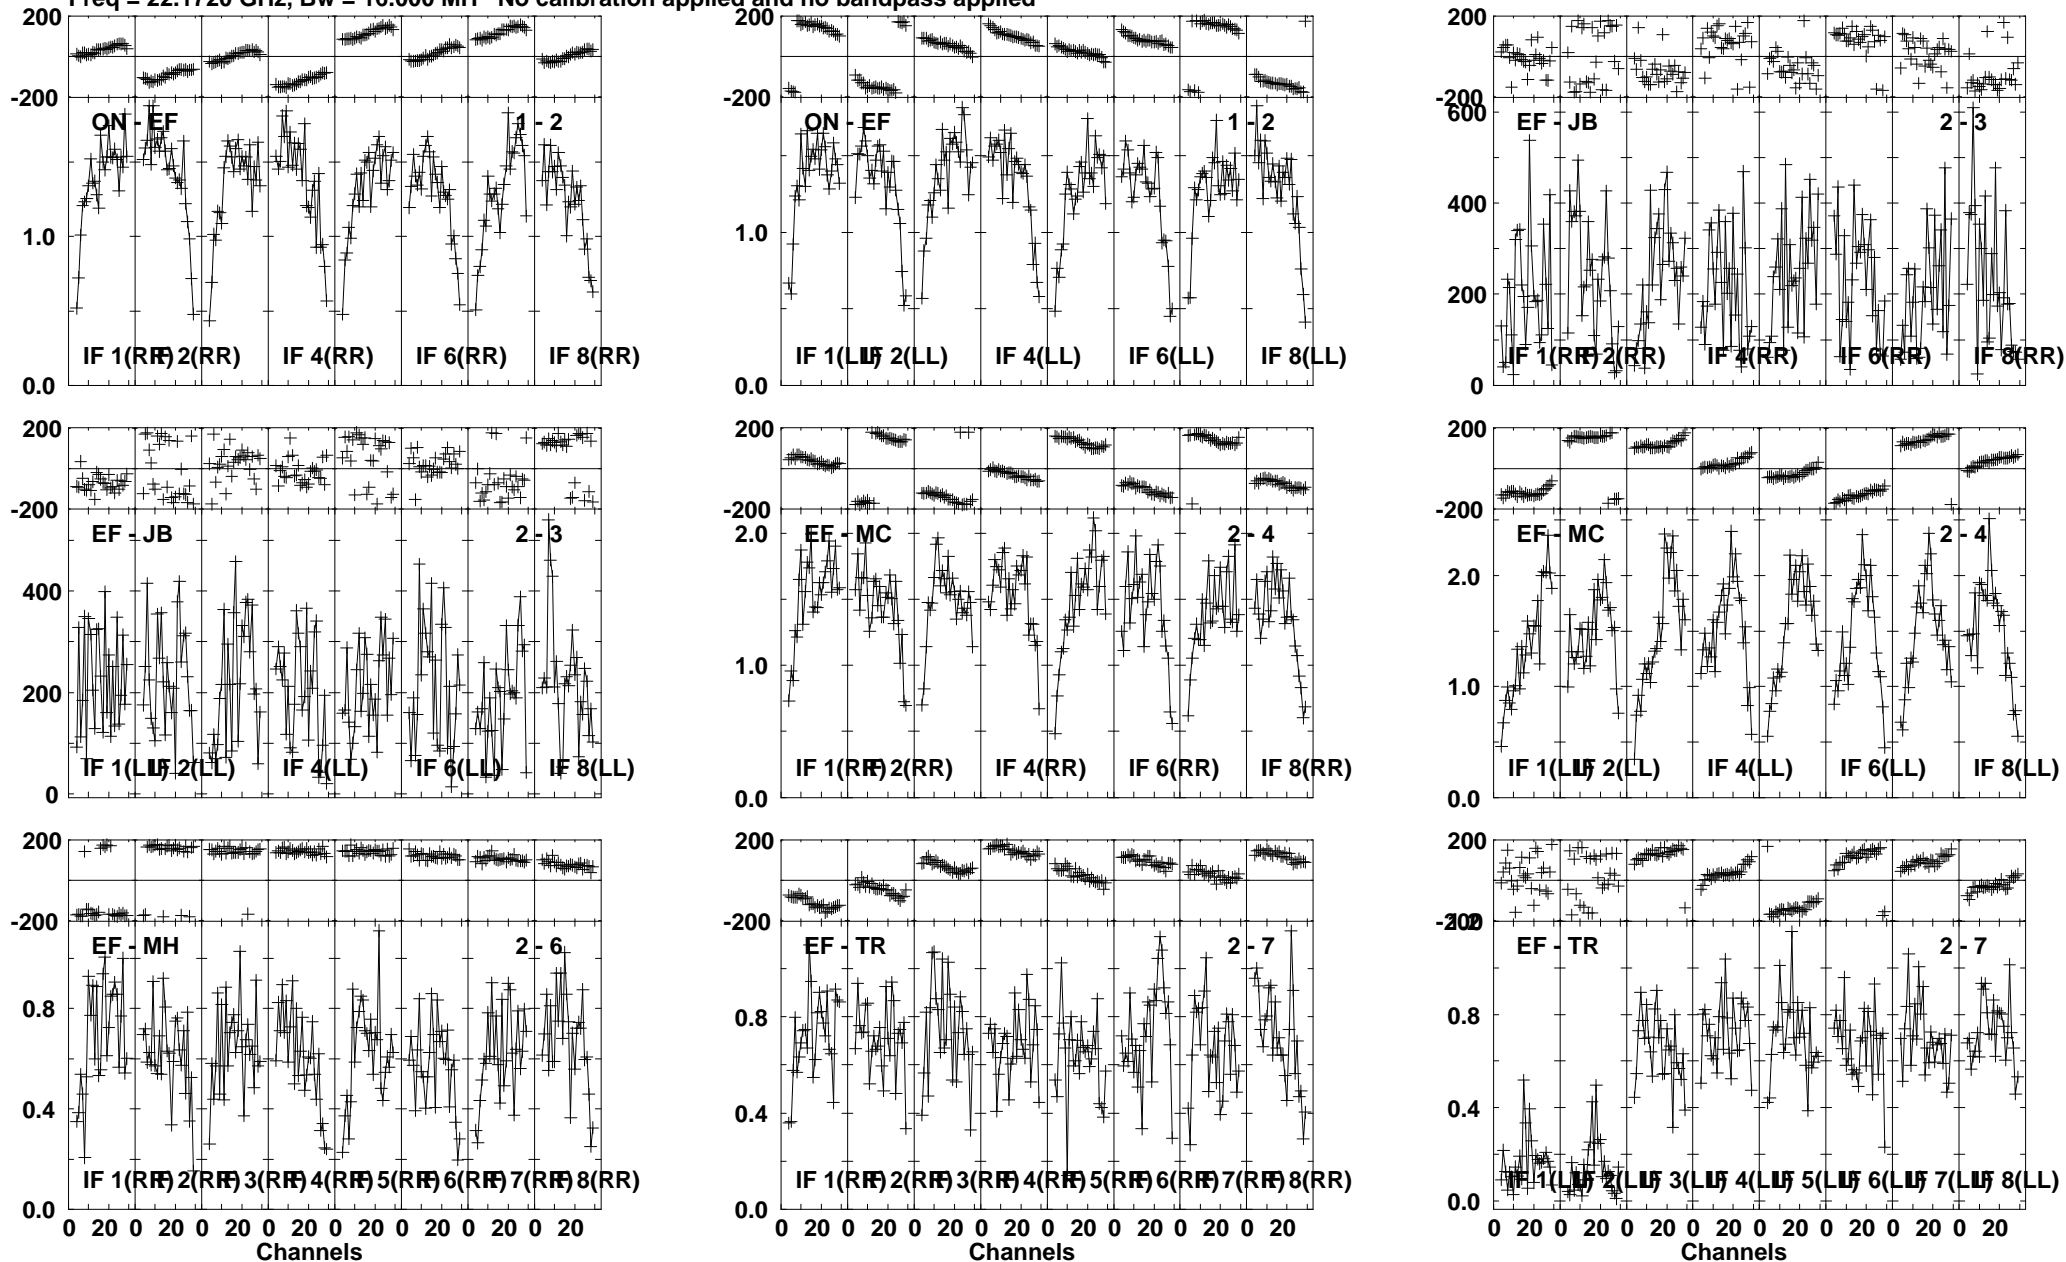 Freq = 22.1720 GHz, Bw = 16.000 MH No calibration applied and no bandpass applied
200
-200
ON - EF 1 - 2
1.0
IF 1(RR) IF 2(RR) IF 4(RR) IF 6(RR) IF 8(RR)
0.0
200
-200
ON - EF 1 - 2
1.0
IF 1(LL) IF 2(LL) IF 4(LL) IF 6(LL) IF 8(LL)
0.0
200
-200
600
EF - JB 2 - 3
400
200
IF 1(RR) IF 2(RR) IF 4(RR) IF 6(RR) IF 8(RR)
0
200
-200
EF - JB 2 - 3
400
200
IF 1(LL) IF 2(LL) IF 4(LL) IF 6(LL) IF 8(LL)
0
200
-200
2.0
EF - MC 2 - 4
1.0
IF 1(RR) IF 2(RR) IF 4(RR) IF 6(RR) IF 8(RR)
0.0
200
-200
EF - MC 2 - 4
2.0
1.0
IF 1(LL) IF 2(LL) IF 4(LL) IF 6(LL) IF 8(LL)
0.0
200
-200
EF - MH 2 - 6
0.8
0.4
IF 1(RR) IF 2(RR) IF 3(RR) IF 4(RR) IF 5(RR) IF 6(RR) IF 7(RR) IF 8(RR)
0.0
0 20 0 20 0 20 0 20 0 20 0 20 0 20 0 20
Channels
200
-200
EF - TR 2 - 7
0.8
0.4
IF 1(RR) IF 2(RR) IF 3(RR) IF 4(RR) IF 5(RR) IF 6(RR) IF 7(RR) IF 8(RR)
0.0
0 20 0 20 0 20 0 20 0 20 0 20 0 20 0 20
Channels
200
-200
1.2
EF - TR 2 - 7
0.8
0.4
IF 1(LL) IF 2(LL) IF 3(LL) IF 4(LL) IF 5(LL) IF 6(LL) IF 7(LL) IF 8(LL)
0.0
0 20 0 20 0 20 0 20 0 20 0 20 0 20 0 20
Channels